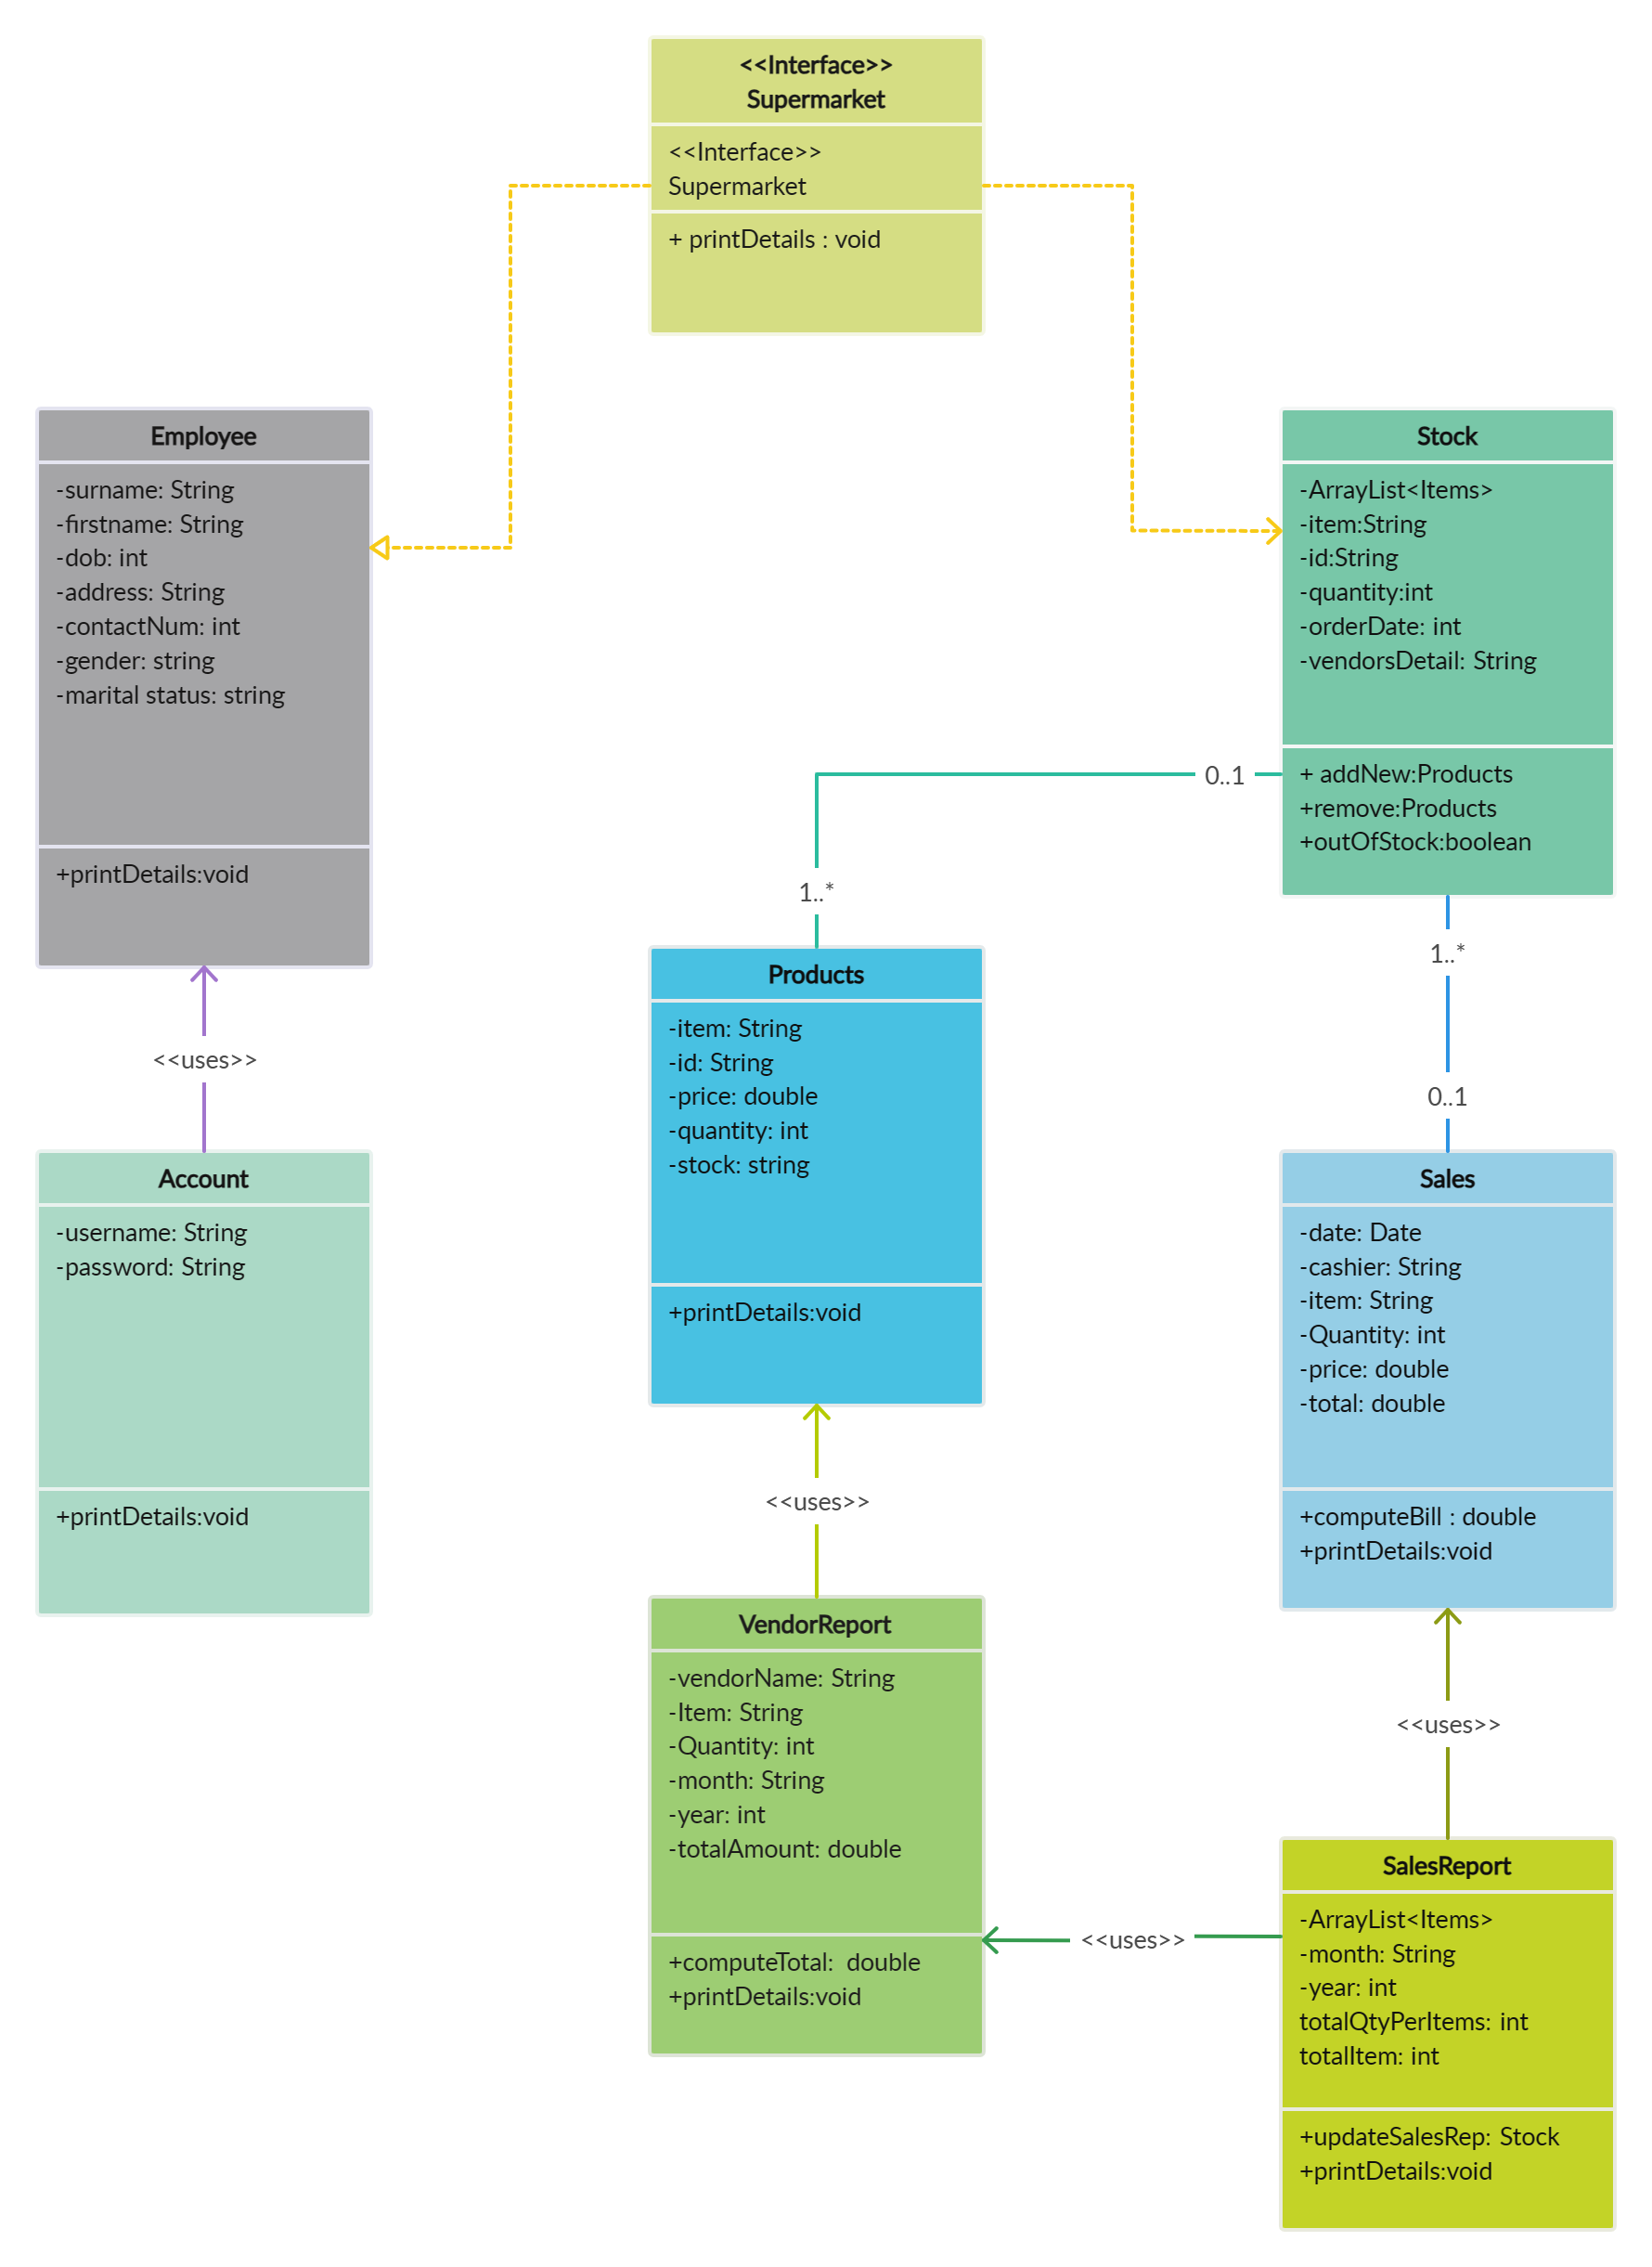 <<Interface>>
Supermarket
<<Interface>>
Supermarket
+ printDetails : void
Employee
-surname: String
-firstname: String
-dob: int
-address: String
-contactNum: int
-gender: string
-marital status: string
+printDetails:void
Stock
-ArrayList<Items>
-item:String
-id:String
-quantity:int
-orderDate: int
-vendorsDetail: String
+ addNew:Products
+remove:Products
+outOfStock:boolean
0..1
1..*
1..*
0..1
<<uses>>
Products
-item: String
-id: String
-price: double
-quantity: int
-stock: string
+printDetails:void
Account
-username: String
-password: String
+printDetails:void
Sales
-date: Date
-cashier: String
-item: String
-Quantity: int
-price: double
-total: double
+computeBill : double
+printDetails:void
<<uses>>
VendorReport
-vendorName: String
-Item: String
-Quantity: int
-month: String
-year: int
-totalAmount: double
+computeTotal:  double
+printDetails:void
<<uses>>
<<uses>>
SalesReport
-ArrayList<Items>
-month: String
-year: int
totalQtyPerItems: int
totalItem: int
+updateSalesRep: Stock
+printDetails:void